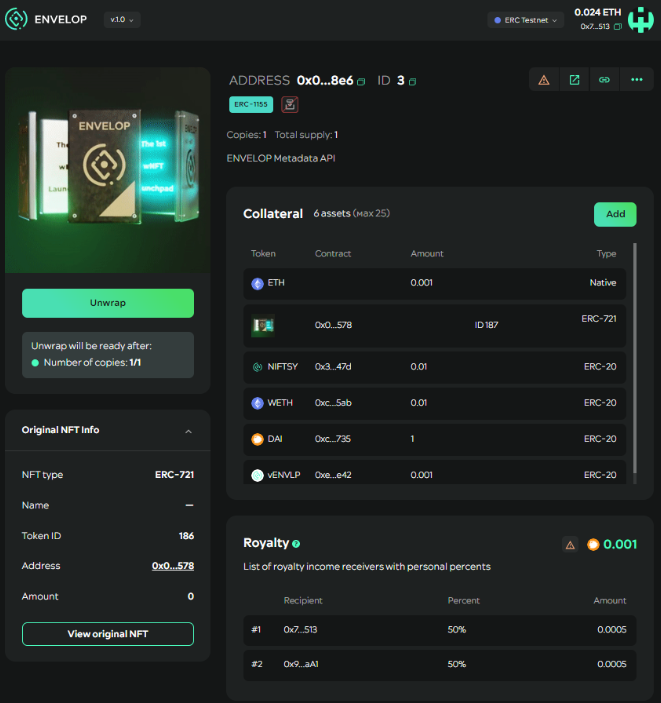 ENVELOP
v.1.0
ERC Testnet
0.024 ETH
0x7...513
ENVELOP
The 1st
wNFT
ADDRESS 0x0...8e6 ID 3
ERC-1155
Copies: 1 Total supply: 1
ENVELOP Metadata API
Unwrap
Unwrap will be ready after:
Number of copies: 1/1
Original NFT Info
NFT type ERC-721
Name —
Token ID 186
Address 0x0...578
Amount 0
View original NFT
Collateral 6 assets (Max 25)
Add
Token Contract Amount Type
ETH 0.001 Native
0x0...578 ID 187 ERC-721
NIFTSY 0x3...47d 0.01 ERC-20
WETH 0xc...5ab 0.01 ERC-20
DAI 0xc...735 1 ERC-20
vENVLP 0xe...e42 0.001 ERC-20
Royalty ?
0.001
List of royalty income receivers with personal percents
Recipient Percent Amount
#1 0x7...513 50% 0.0005
#2 0x9...aA1 50% 0.0005